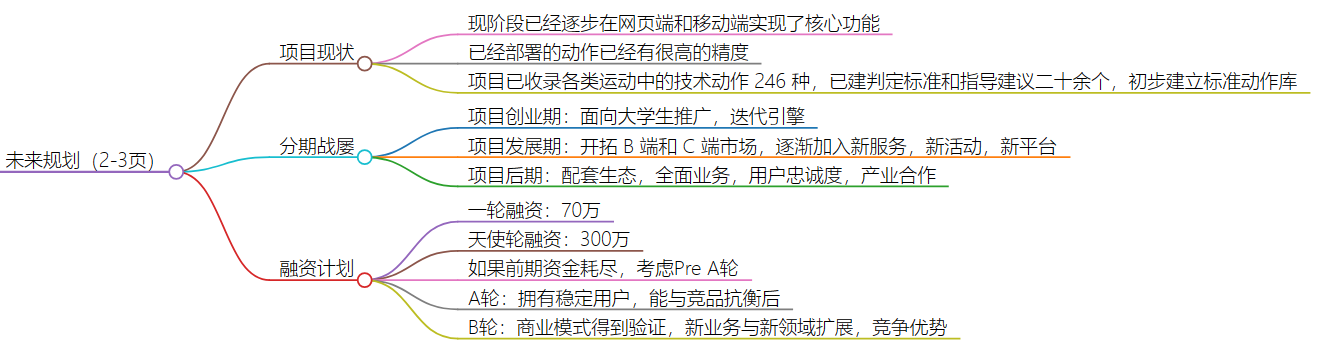 未来规划（2-3页）
项目现状
现阶段已经逐步在网页端和移动端实现了核心功能
已经部署的动作已经有很高的精度
项目已收录各类运动中的技术动作 246 种，已建判定标准和指导建议二十余个，初步建立标准动作库
分期战屡
项目创业期：面向大学生推广，迭代引擎
项目发展期：开拓 B 端和 C 端市场，逐渐加入新服务，新活动，新平台
项目后期：配套生态，全面业务，用户忠诚度，产业合作
融资计划
一轮融资：70万
天使轮融资：300万
如果前期资金耗尽，考虑Pre A轮
A轮：拥有稳定用户，能与竞品抗衡后
B轮：商业模式得到验证，新业务与新领域扩展，竞争优势